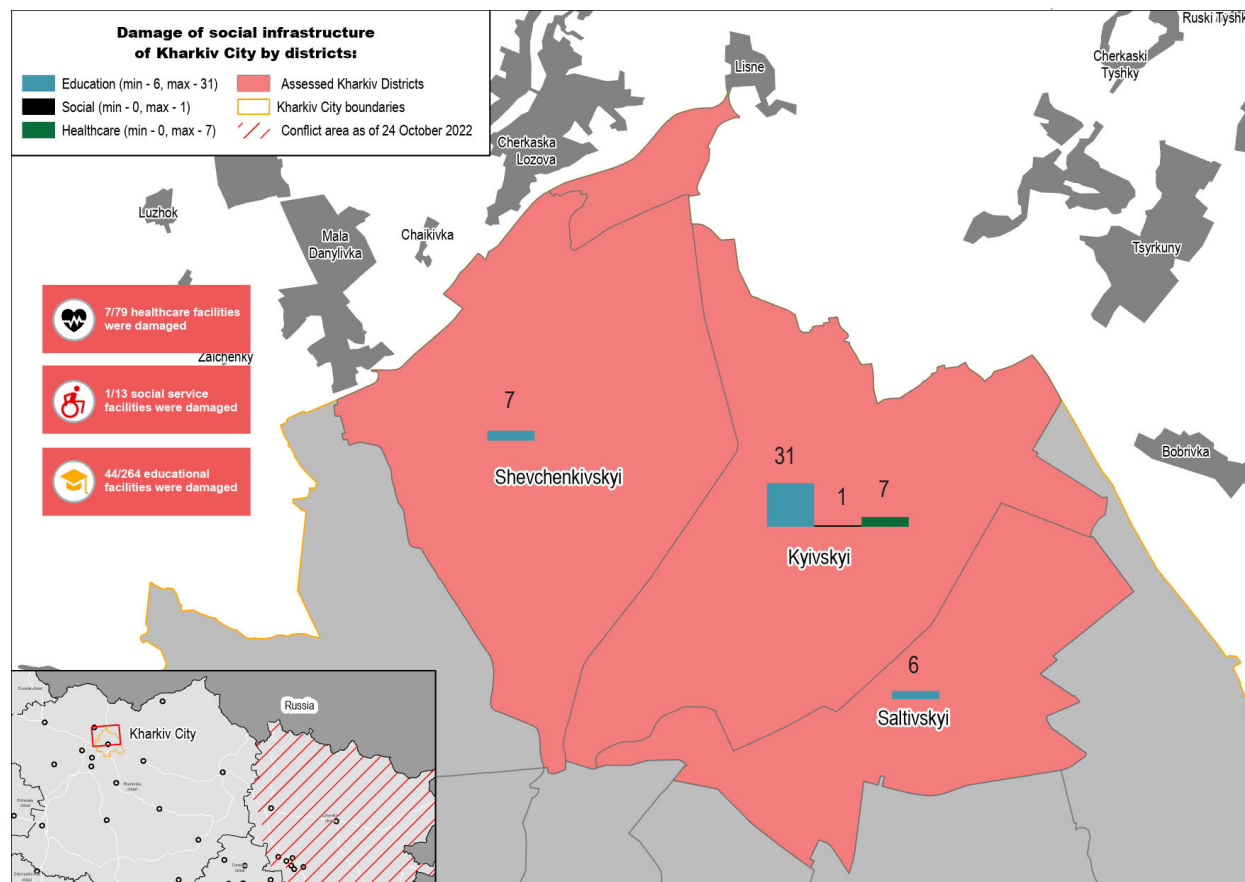 Damage of social infrastructure
of Kharkiv City by districts:
Education (min - 6, max - 31)
Social (min - 0, max - 1)
Healthcare (min - 0, max - 7)
Assessed Kharkiv Districts
Kharkiv City boundaries
Conflict area as of 24 October 2022
Ruski Tyshk
Cherkaski
Tyshky
Lisne
Cherkaska
Lozova
Luzhok
Mala
Danylivka
Chaikivka
Tsyrkuny
7/79 healthcare facilities
were damaged
Zaichenky
1/13 social service
facilities were damaged
44/264 educational
facilities were damaged
7
Shevchenkivskyi
31
1
7
Kyivskyi
Bobrivka
6
Saltivskyi
Russia
Kharkiv City